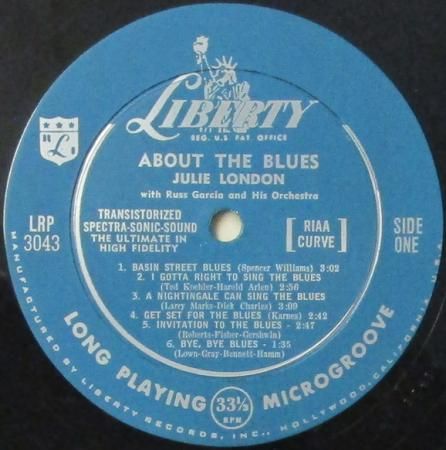 LIBERTY
REG. U.S PAT OFFICE
L
ABOUT THE BLUES
JULIE LONDON
with Russ Garcia and His Orchestra
LRP
3043
TRANSISTORIZED
SPECTRA-SONIC-SOUND
THE ULTIMATE IN
HIGH FIDELITY
[ RIAA
CURVE ]
SIDE
ONE
1. BASIN STREET BLUES (Spencer Williams) 3:02
2. I GOTTA RIGHT TO SING THE BLUES
(Ted Koehler-Harold Arlen) - 2:56
3. A NIGHTINGALE CAN SING THE BLUES
(Larry Marks-Dick Charles) 3:09
4. GET SET FOR THE BLUES (Karnes) 2:42
5. INVITATION TO THE BLUES - 2:47
(Roberts-Fisher-Gershwin)
6. BYE, BYE BLUES - 1:35
(Lown-Gray-Bennett-Hamm)
LONG PLAYING 33⅓ RPM MICROGROOVE
MANUFACTURED BY LIBERTY RECORDS, INC., HOLLYWOOD, CALIFORNIA